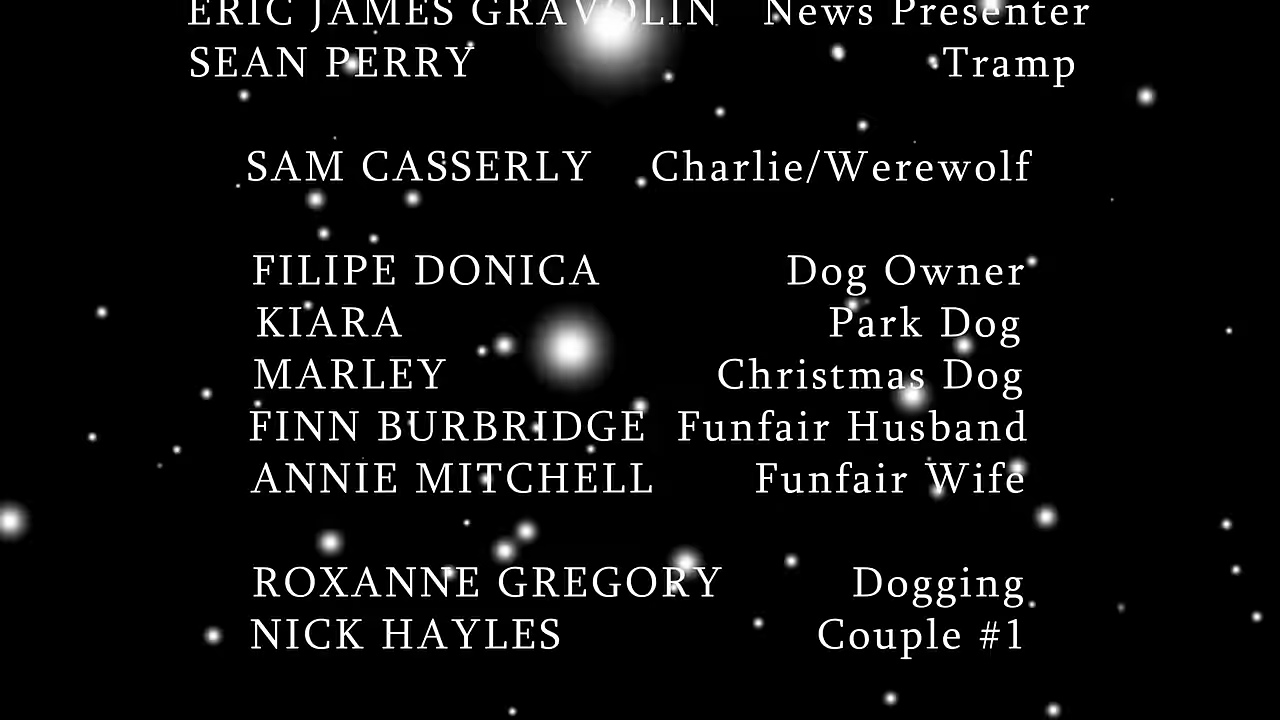 ERIC JAMES GRAVOLIN News Presenter
SEAN PERRY Tramp
SAM CASSERLY Charlie/Werewolf
FILIPE DONICA Dog Owner
KIARA Park Dog
MARLEY Christmas Dog
FINN BURBRIDGE Funfair Husband
ANNIE MITCHELL Funfair Wife
ROXANNE GREGORY Dogging
NICK HAYLES Couple #1